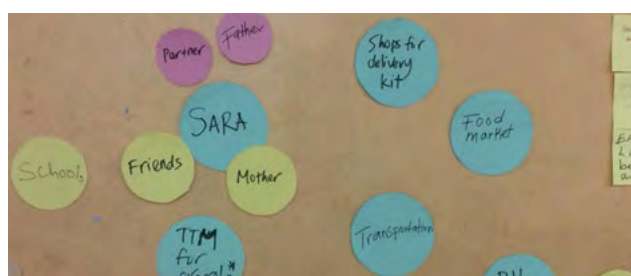 Partner
Father
Shops for
delivery
kit
SARA
Food
market
School
Friends
Mother
TTM
for
Transportation